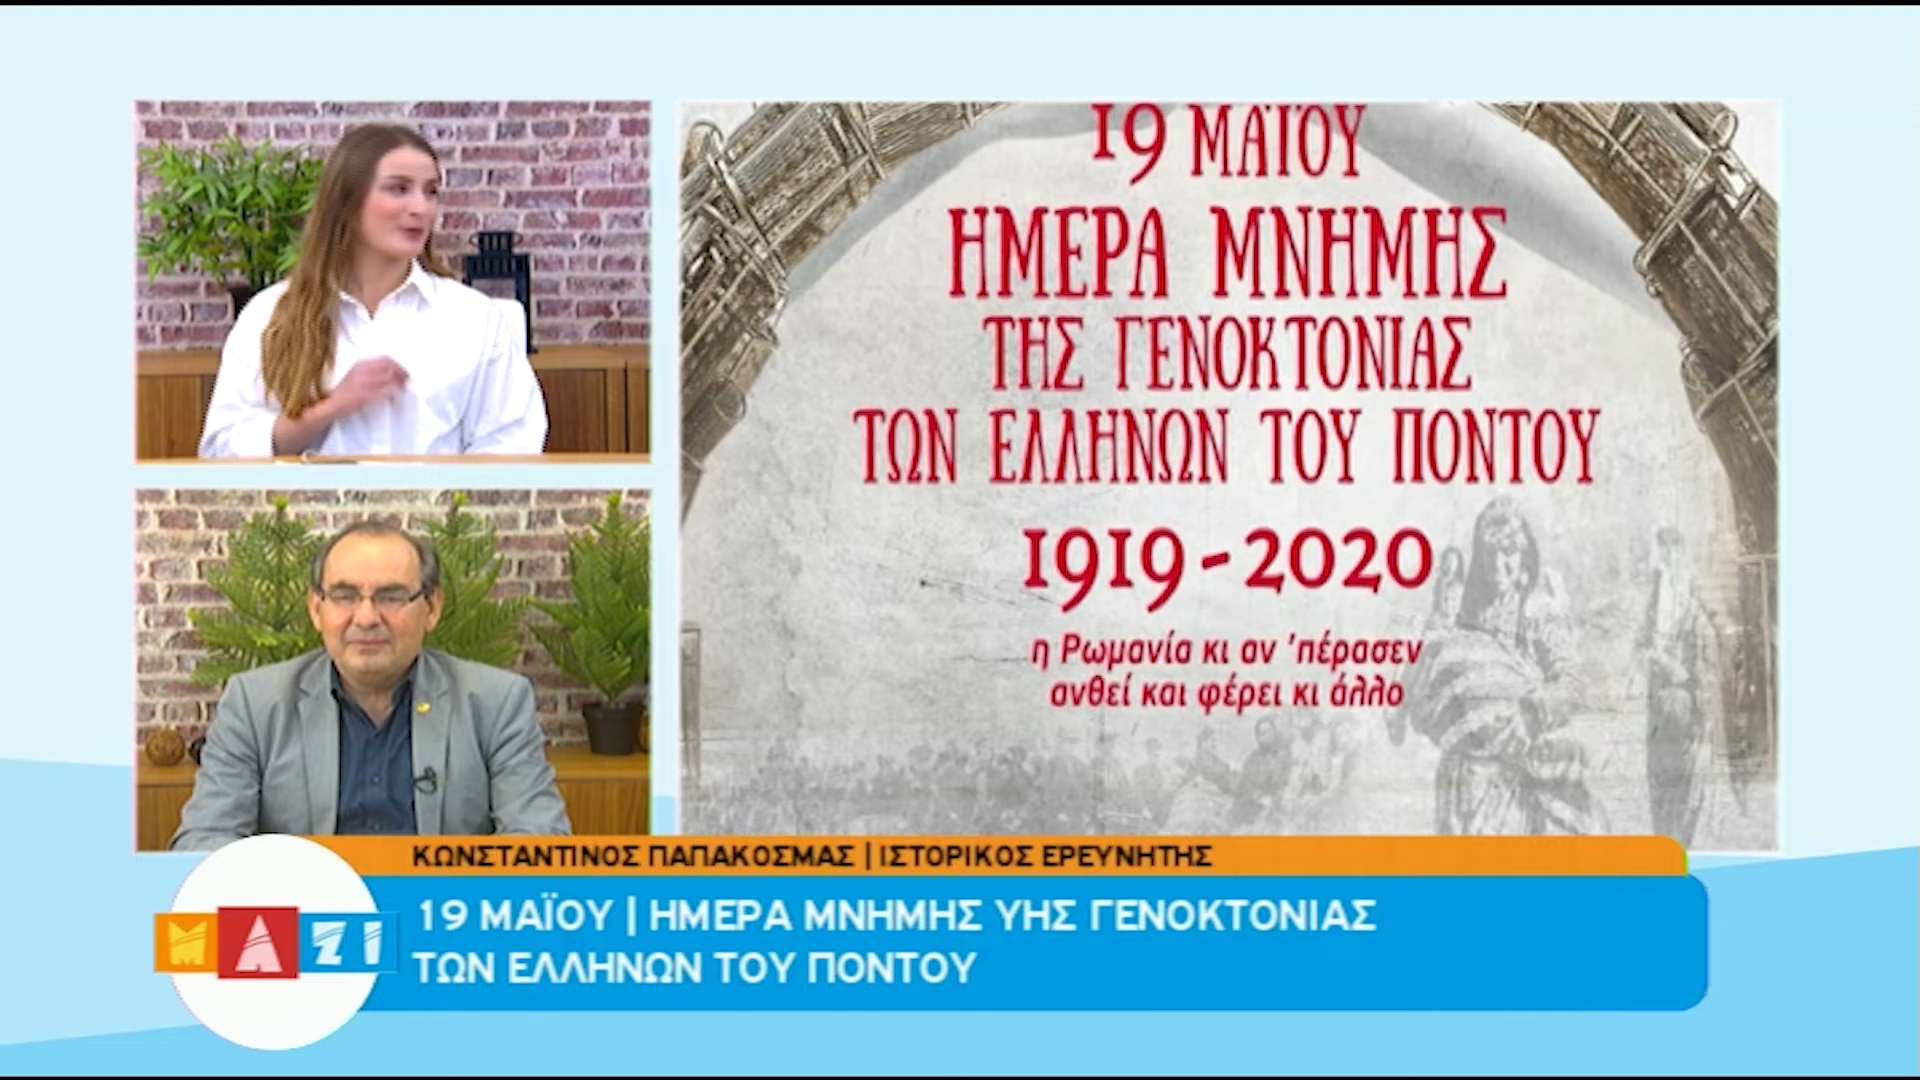 19 ΜΑΪΟΥ
ΗΜΕΡΑ ΜΝΗΜΗΣ
ΤΗΣ ΓΕΝΟΚΤΟΝΙΑΣ
ΤΩΝ ΕΛΛΗΝΩΝ ΤΟΥ ΠΟΝΤΟΥ
1919-2020
η Ρωμανία κι αν 'πέρασεν
ανθεί και φέρει κι άλλο
ΚΩΝΣΤΑΝΤΙΝΟΣ ΠΑΠΑΚΟΣΜΑΣ | ΙΣΤΟΡΙΚΟΣ ΕΡΕΥΝΗΤΗΣ
19 ΜΑΪΟΥ | ΗΜΕΡΑ ΜΝΗΜΗΣ ΥΗΣ ΓΕΝΟΚΤΟΝΙΑΣ
ΤΩΝ ΕΛΛΗΝΩΝ ΤΟΥ ΠΟΝΤΟΥ
ΜΑΖΙ